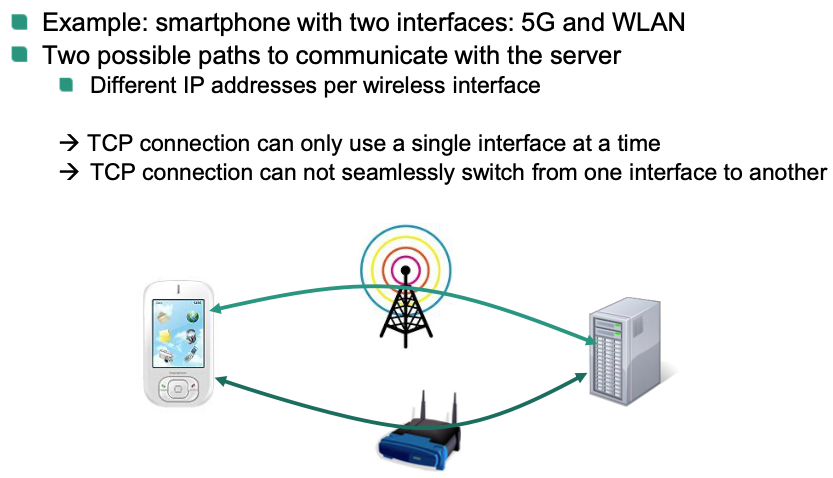 Example: smartphone with two interfaces: 5G and WLAN
Two possible paths to communicate with the server
Different IP addresses per wireless interface
→ TCP connection can only use a single interface at a time
→ TCP connection can not seamlessly switch from one interface to another